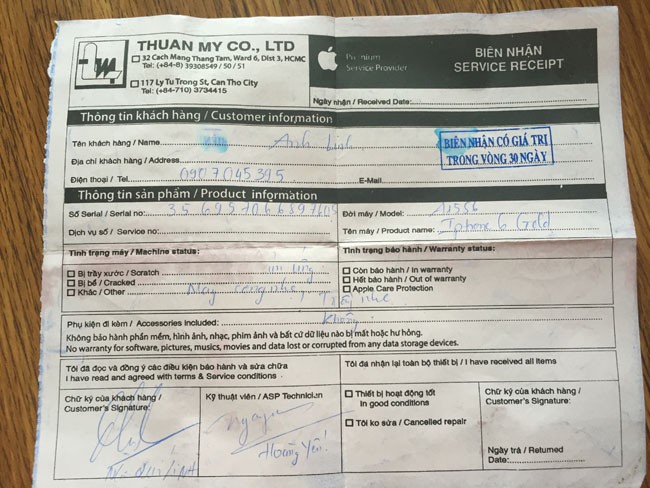 THUAN MY CO., LTD
32 Cach Mang Thang Tam, Ward 6, Dist 3, HCMC
Tel: (+84-8) 39308549 / 50 / 51
117 Ly Tu Trong St, Can Tho City
Tel: (+84-710) 3734415
Premium
Service Provider
BIÊN NHẬN
SERVICE RECEIPT
Ngày nhận / Received Date:
Thông tin khách hàng / Customer information
Tên khách hàng / Name Anh Linh
BIÊN NHẬN CÓ GIÁ TRỊ
TRONG VÒNG 30 NGÀY
Địa chỉ khách hàng / Address
Điện thoại / Tel. 0907045395 E-Mail
Thông tin sản phẩm / Product information
Số Serial / Serial no: Đời máy / Model:
Dịch vụ số / Service no: Tên máy / Product name: Iphone 6 Gold
Tình trạng máy / Machine status:
Bị trầy xước / Scratch
Bị bể / Cracked
Khác / Other Máy
Tình trạng bảo hành / Warranty status:
Còn bảo hành / In warranty
Hết bảo hành / Out of warranty
Apple Care Protection
Phụ kiện đi kèm / Accessories included: Không
Không bảo hành phần mềm, hình ảnh, nhạc, phim ảnh và bất cứ dữ liệu nào bị mất hoặc hư hỏng.
No warranty for software, pictures, musics, movies and data lost or corrupted from any data storage devices.
Tôi đã đọc và đồng ý các điều kiện bảo hành và sửa chữa
I have read and agreed with terms & Service conditions
Chữ ký của khách hàng /
Customer's Signature:
Kỹ thuật viên / ASP Technician
Hoàng Yến
Tôi đã nhận lại toàn bộ thiết bị / I have received all items
Thiết bị hoạt động tốt
In good conditions
Tôi ko sửa / Cancelled repair
Chữ ký của khách hàng /
Customer's Signature:
Ngày trả / Returned
Date: